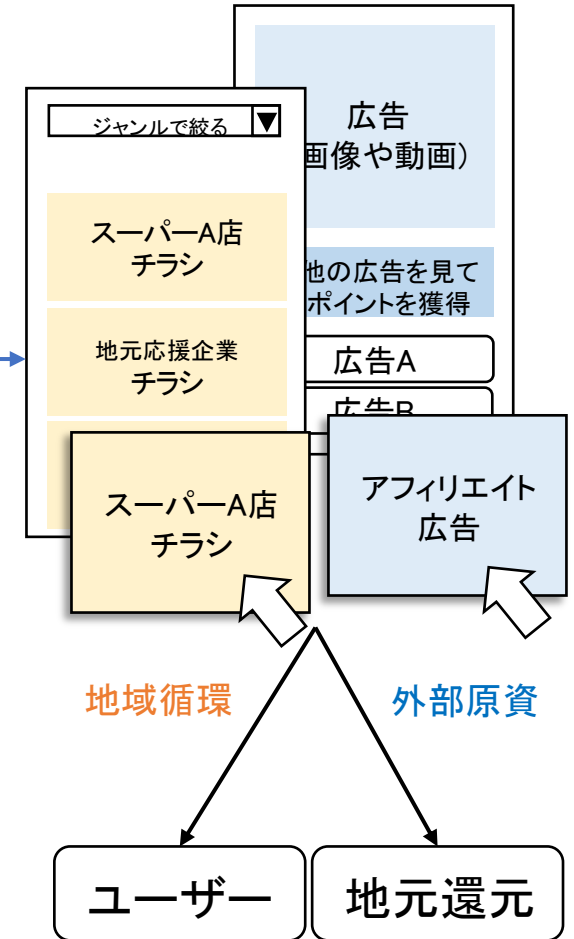 ジャンルで絞る ▼
スーパーA店
チラシ
地元応援企業
チラシ
広告
画像や動画)
他の広告を見て
ポイントを獲得
広告A
広告B
スーパーA店
チラシ
アフィリエイト
広告
地域循環
外部原資
ユーザー
地元還元